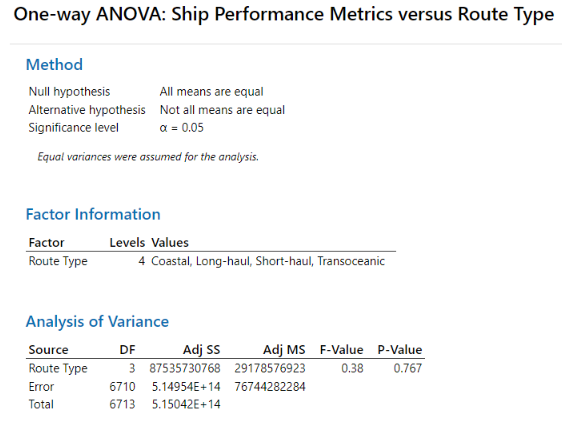 One-way ANOVA: Ship Performance Metrics versus Route Type
Method
Null hypothesis All means are equal
Alternative hypothesis Not all means are equal
Significance level α = 0.05
Equal variances were assumed for the analysis.
Factor Information
Factor Levels Values
Route Type 4 Coastal, Long-haul, Short-haul, Transoceanic
Analysis of Variance
Source DF Adj SS Adj MS F-Value P-Value
Route Type 3 87535730768 29178576923 0.38 0.767
Error 6710 5.14954E+14 76744282284
Total 6713 5.15042E+14